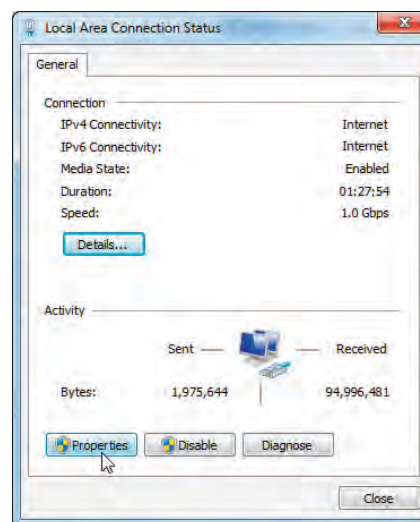 Local Area Connection Status
General
Connection
IPv4 Connectivity: Internet
IPv6 Connectivity: Internet
Media State: Enabled
Duration: 01:27:54
Speed: 1.0 Gbps
Details...
Activity
Sent Received
Bytes: 1,975,644 94,996,481
Properties Disable Diagnose
Close